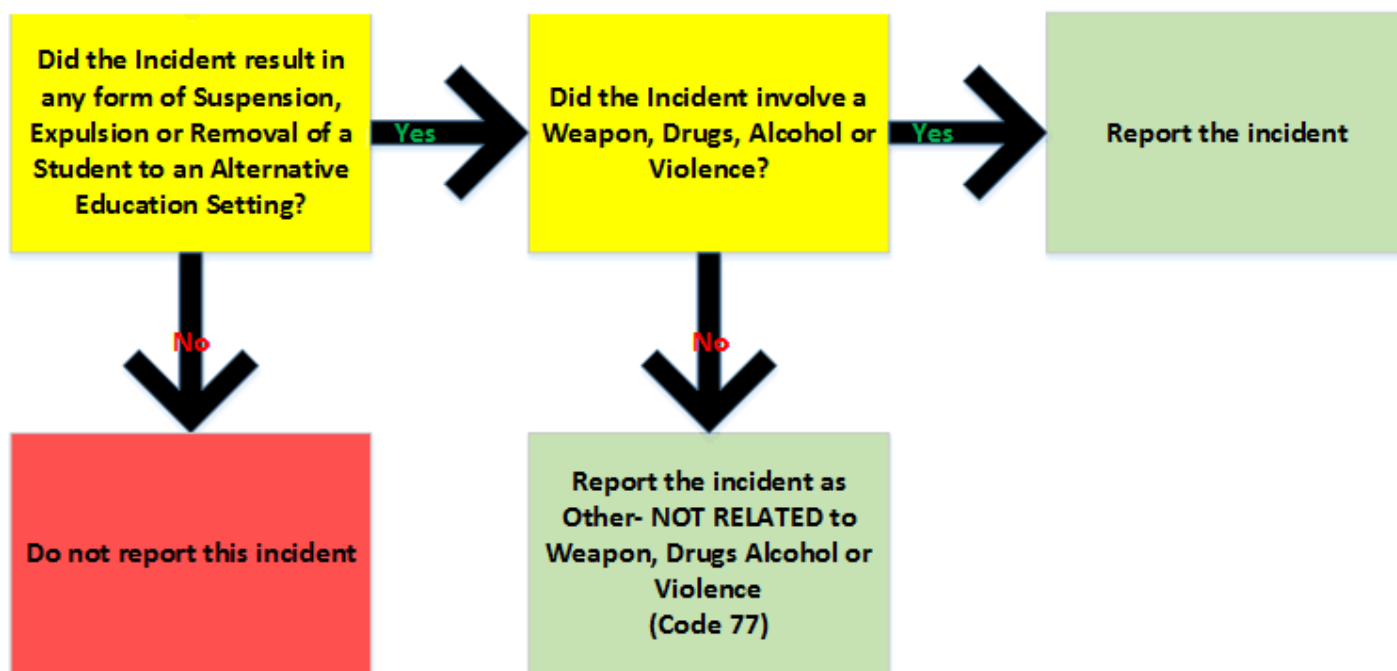 Did the Incident result in
any form of Suspension,
Expulsion or Removal of a
Student to an Alternative
Education Setting?
Yes
Did the Incident involve a
Weapon, Drugs, Alcohol or
Violence?
Yes
Report the incident
No
No
Do not report this incident
Report the incident as
Other- NOT RELATED to
Weapon, Drugs Alcohol or
Violence
(Code 77)